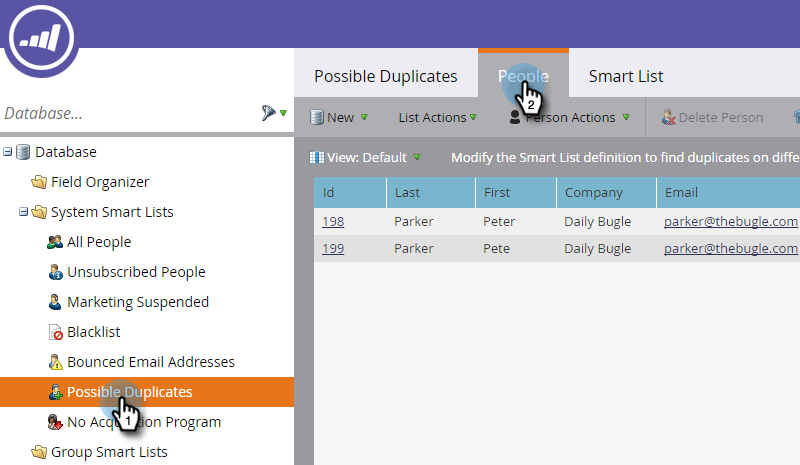 Possible Duplicates People Smart List
2
Database...
New List Actions Person Actions Delete Person
Database
Field Organizer
View: Default Modify the Smart List definition to find duplicates on diffe
Id Last First Company Email
System Smart Lists
198 Parker Peter Daily Bugle parker@thebugle.com
All People
199 Parker Pete Daily Bugle parker@thebugle.com
Unsubscribed People
Marketing Suspended
Blacklist
Bounced Email Addresses
Possible Duplicates
1
No Acquisition Program
Group Smart Lists